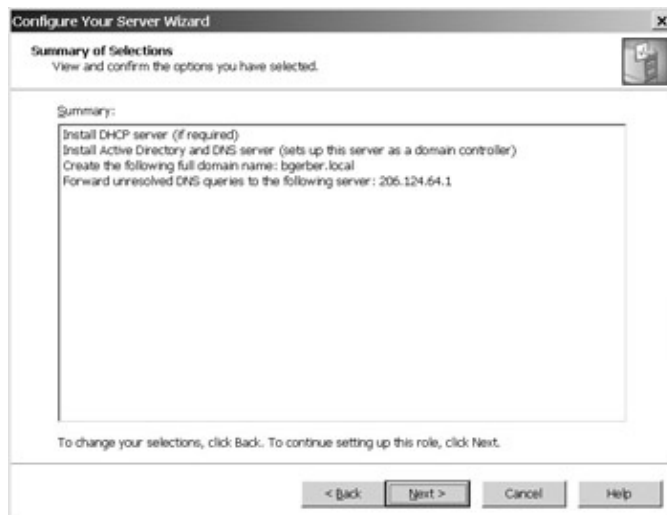 Configure Your Server Wizard
Summary of Selections
View and confirm the options you have selected.
Summary:
Install DHCP server (if required)
Install Active Directory and DNS server (sets up this server as a domain controller)
Create the following full domain name: bgerber.local
Forward unresolved DNS queries to the following server: 206.124.64.1
To change your selections, click Back. To continue setting up this role, click Next.
< Back
Next >
Cancel
Help